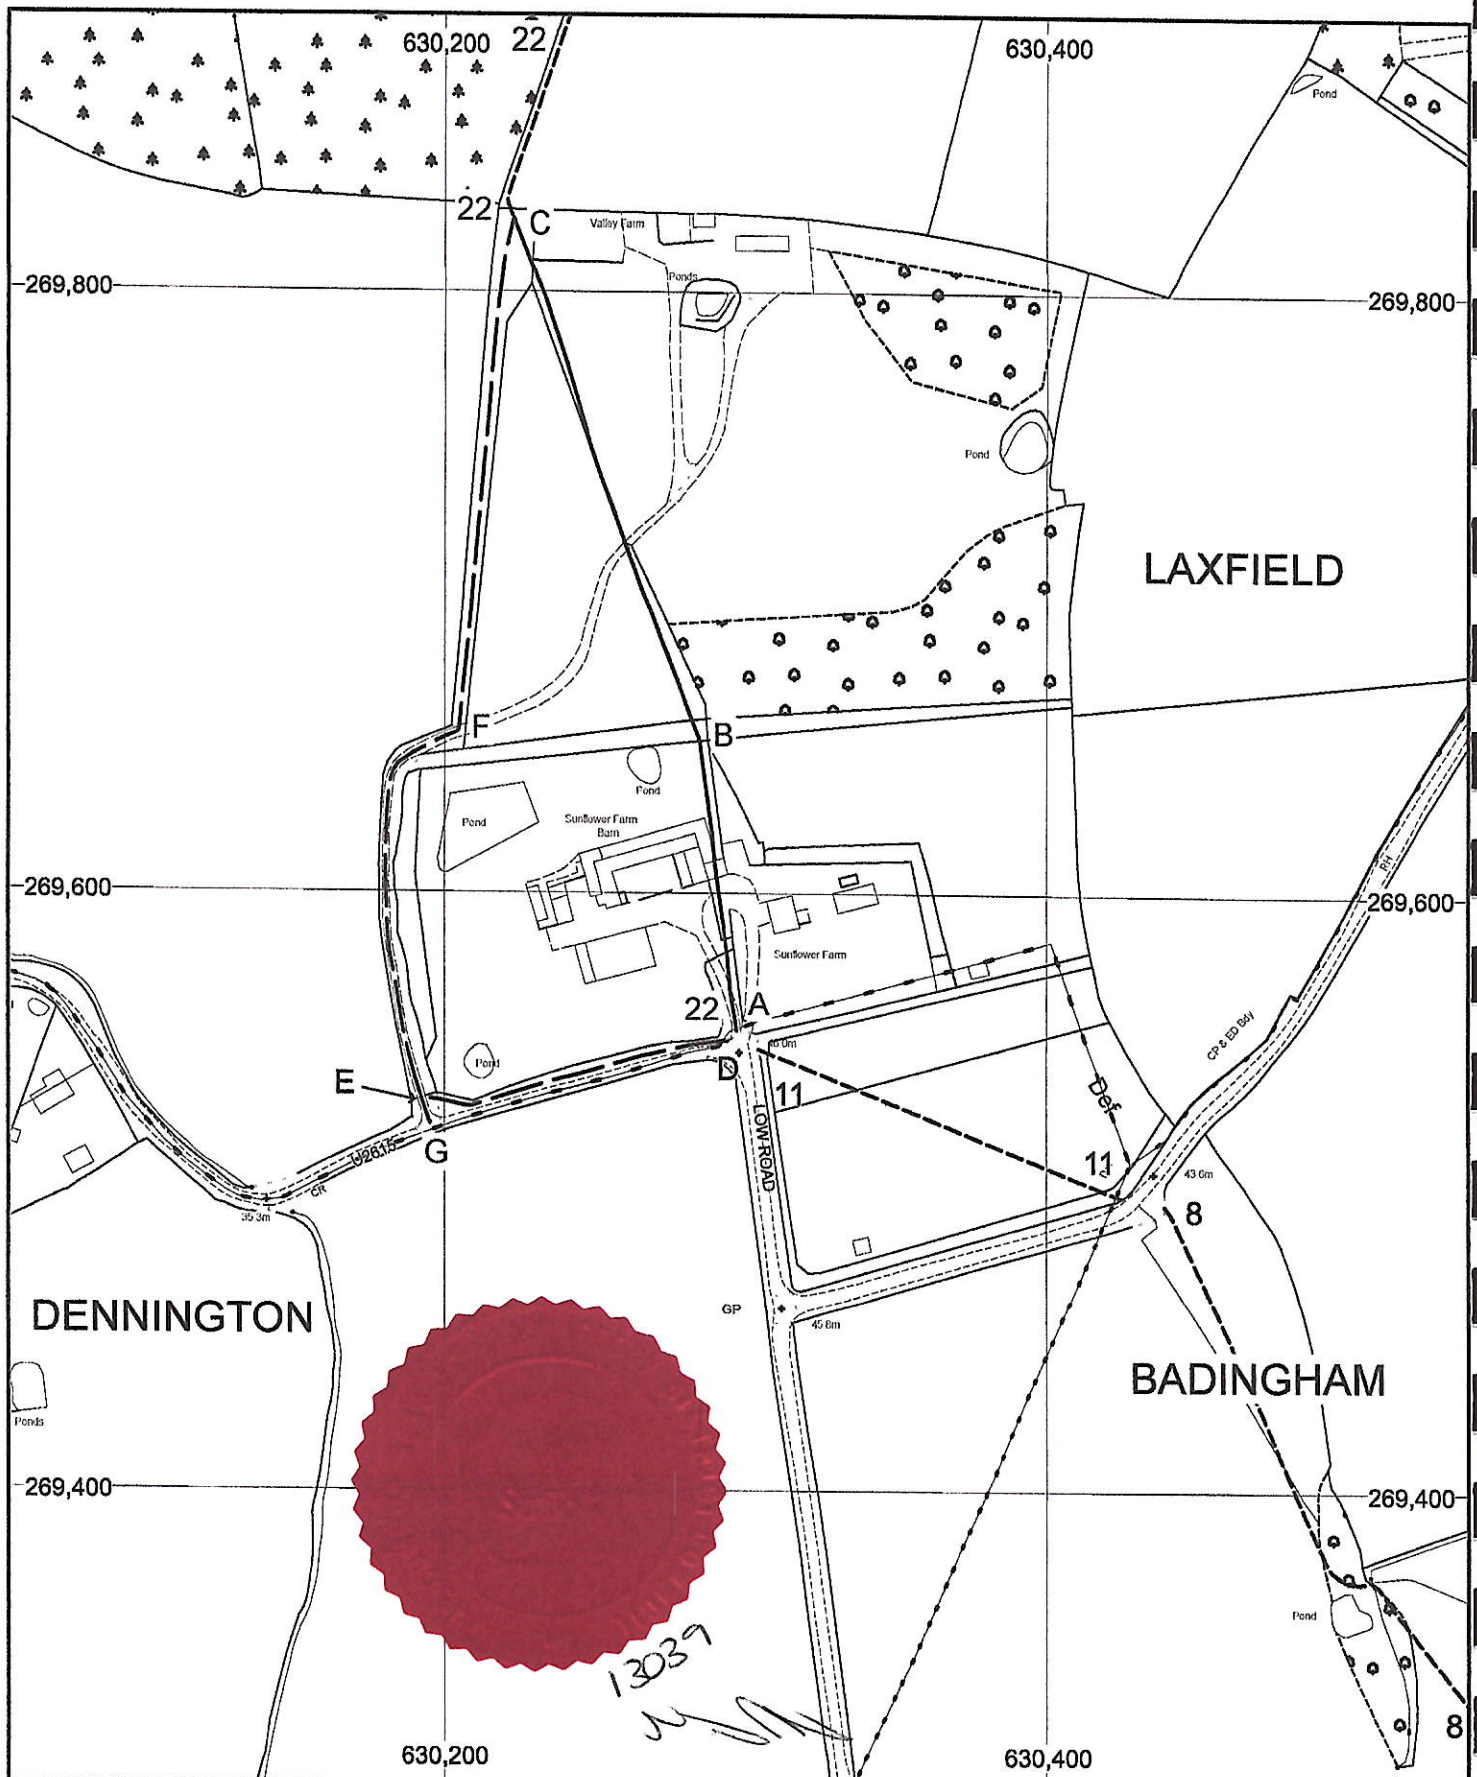 630,200 22 630,400
Pond
22 C Valley Farm
269,800 Ponds 269,800
Pond
LAXFIELD
F B
Pond
Pond Sunflower Farm
Barn
RH
269,600 269,600
Sunflower Farm
22 A
CP & ED Bdy
D
Pond
E 11 Def
LOW ROAD
G U2615 11
CR 43.6m
35.3m 8
DENNINGTON GP
45.8m
BADINGHAM
Ponds
269,400 269,400
Pond
13039
8
630,200 630,400